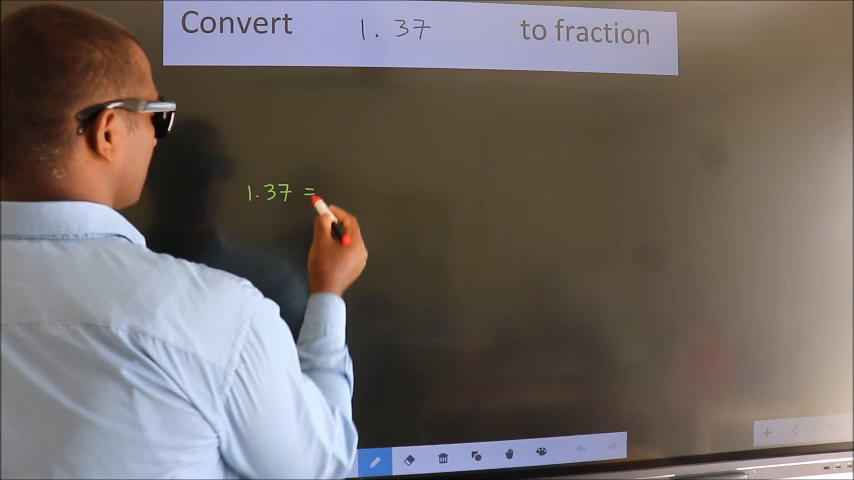 Convert 1.37 to fraction
1.37 =